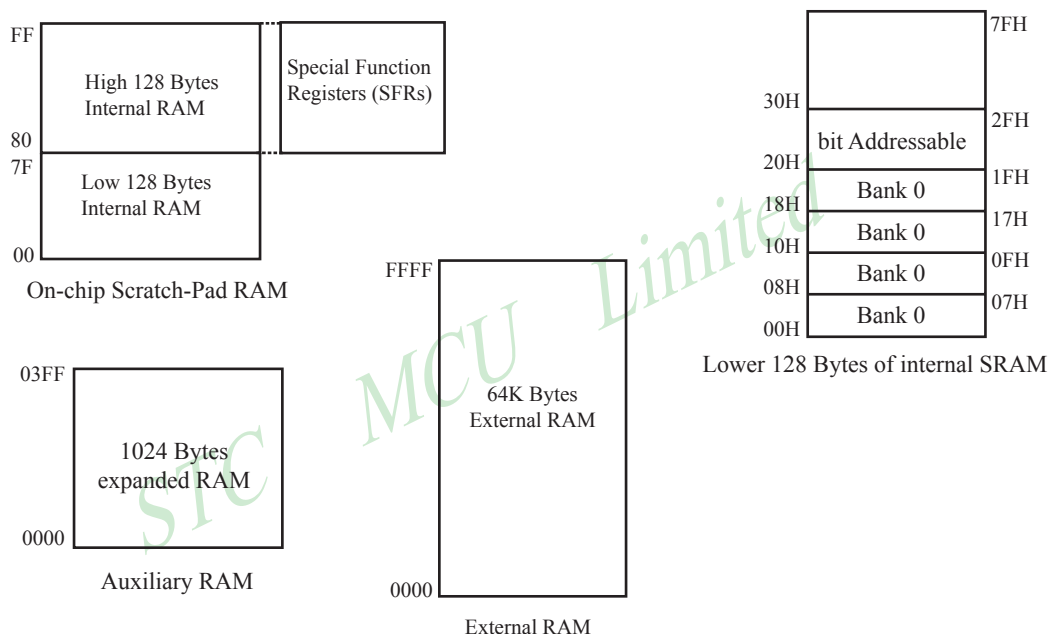 FF
High 128 Bytes
Internal RAM
80
7F
Low 128 Bytes
Internal RAM
00
On-chip Scratch-Pad RAM
Special Function
Registers (SFRs)
7FH
30H
2FH
bit Addressable
20H
1FH
Bank 0
18H
17H
Bank 0
10H
0FH
Bank 0
08H
07H
Bank 0
00H
Lower 128 Bytes of internal SRAM
03FF
1024 Bytes
expanded RAM
0000
Auxiliary RAM
FFFF
64K Bytes
External RAM
0000
External RAM
STC MCU Limited